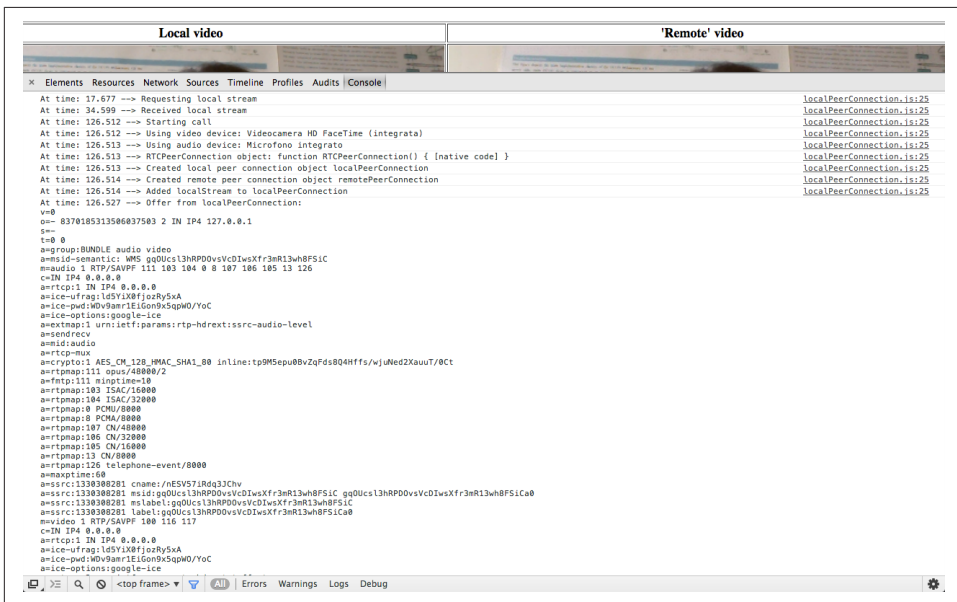 Local video 'Remote' video
× Elements Resources Network Sources Timeline Profiles Audits Console
At time: 17.677 --> Requesting local stream localPeerConnection.js:25
At time: 34.599 --> Received local stream localPeerConnection.js:25
At time: 126.512 --> Starting call localPeerConnection.js:25
At time: 126.512 --> Using video device: Videocamera HD FaceTime (integrata) localPeerConnection.js:25
At time: 126.513 --> Using audio device: Microfono integrato localPeerConnection.js:25
At time: 126.513 --> RTCPeerConnection object: function RTCPeerConnection() { [native code] } localPeerConnection.js:25
At time: 126.513 --> Created local peer connection object localPeerConnection localPeerConnection.js:25
At time: 126.514 --> Created remote peer connection object remotePeerConnection localPeerConnection.js:25
At time: 126.514 --> Added localStream to localPeerConnection localPeerConnection.js:25
At time: 126.527 --> Offer from localPeerConnection: localPeerConnection.js:25
v=0
o=- 8370185313506037503 2 IN IP4 127.0.0.1
s=-
t=0 0
a=group:BUNDLE audio video
a=msid-semantic: WMS gqOUcsl3hRPDOvsVcDIwsXfr3mR13wh8FSiC
m=audio 1 RTP/SAVPF 111 103 104 0 8 107 106 105 13 126
c=IN IP4 0.0.0.0
a=rtcp:1 IN IP4 0.0.0.0
a=ice-ufrag:ld5YiX0fjozRy5xA
a=ice-pwd:WDv9amr1EiGon9x5qpWO/YoC
a=ice-options:google-ice
a=extmap:1 urn:ietf:params:rtp-hdrext:ssrc-audio-level
a=sendrecv
a=mid:audio
a=rtcp-mux
a=crypto:1 AES_CM_128_HMAC_SHA1_80 inline:tp9M5epu0BvZqFds8Q4Hffs/wjuNed2XauuT/0Ct
a=rtpmap:111 opus/48000/2
a=fmtp:111 minptime=10
a=rtpmap:103 ISAC/16000
a=rtpmap:104 ISAC/32000
a=rtpmap:0 PCMU/8000
a=rtpmap:8 PCMA/8000
a=rtpmap:107 CN/48000
a=rtpmap:106 CN/32000
a=rtpmap:105 CN/16000
a=rtpmap:13 CN/8000
a=rtpmap:126 telephone-event/8000
a=maxptime:60
a=ssrc:1330308281 cname:/nESV57iRdq3JChv
a=ssrc:1330308281 msid:gqOUcsl3hRPDOvsVcDIwsXfr3mR13wh8FSiC gqOUcsl3hRPDOvsVcDIwsXfr3mR13wh8FSiCa0
a=ssrc:1330308281 mslabel:gqOUcsl3hRPDOvsVcDIwsXfr3mR13wh8FSiC
a=ssrc:1330308281 label:gqOUcsl3hRPDOvsVcDIwsXfr3mR13wh8FSiCa0
m=video 1 RTP/SAVPF 100 116 117
c=IN IP4 0.0.0.0
a=rtcp:1 IN IP4 0.0.0.0
a=ice-ufrag:ld5YiX0fjozRy5xA
a=ice-pwd:WDv9amr1EiGon9x5qpWO/YoC
a=ice-options:google-ice
<top frame> ▼ All Errors Warnings Logs Debug